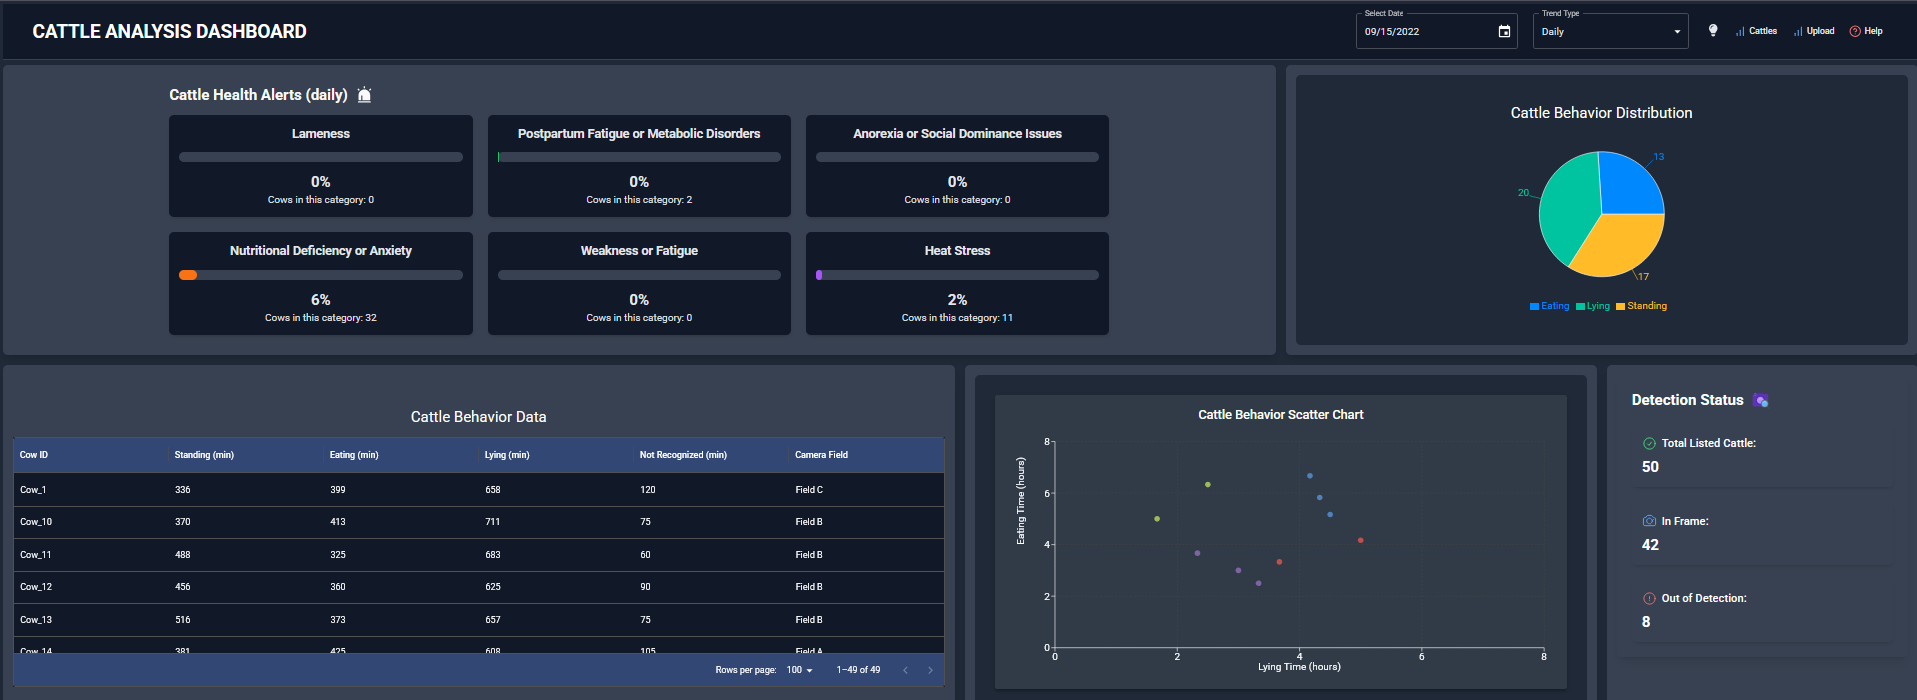 CATTLE ANALYSIS DASHBOARD
Select Date
09/15/2022
Trend Type
Daily
Cattles
Upload
Help
Cattle Health Alerts (daily)
Lameness
0%
Cows in this category: 0
Postpartum Fatigue or Metabolic Disorders
0%
Cows in this category: 2
Anorexia or Social Dominance Issues
0%
Cows in this category: 0
Nutritional Deficiency or Anxiety
6%
Cows in this category: 32
Weakness or Fatigue
0%
Cows in this category: 0
Heat Stress
2%
Cows in this category: 11
Cattle Behavior Distribution
13
20
17
Eating Lying Standing
Cattle Behavior Data
Cow ID Standing (min) Eating (min) Lying (min) Not Recognized (min) Camera Field
Cow_1 336 399 658 120 Field C
Cow_10 370 413 711 75 Field B
Cow_11 488 325 683 60 Field B
Cow_12 456 360 625 90 Field B
Cow_13 516 373 657 75 Field B
Cow_14 381 425 608 105 Field A
Rows per page: 100 1–49 of 49
Cattle Behavior Scatter Chart
Eating Time (hours)
8
6
4
2
0
0 2 4 6 8
Lying Time (hours)
Detection Status
Total Listed Cattle:
50
In Frame:
42
Out of Detection:
8